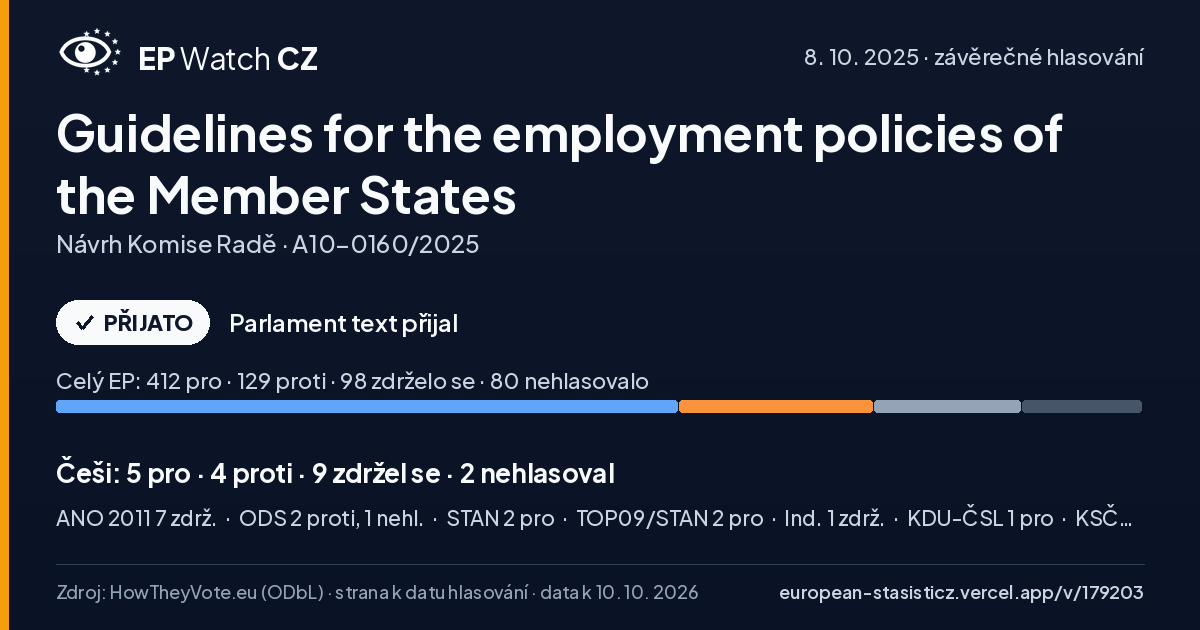 EP Watch CZ
8. 10. 2025 · závěrečné hlasování
Guidelines for the employment policies of
the Member States
Návrh Komise Radě · A10-0160/2025
✓ PŘIJATO
Parlament text přijal
Celý EP: 412 pro · 129 proti · 98 zdrželo se · 80 nehlasovalo
Češi: 5 pro · 4 proti · 9 zdržel se · 2 nehlasoval
ANO 2011 7 zdrž. · ODS 2 proti, 1 nehl. · STAN 2 pro · TOP09/STAN 2 pro · Ind. 1 zdrž. · KDU-ČSL 1 pro · KSČ…
Zdroj: HowTheyVote.eu (ODbL) · strana k datu hlasování · data k 10. 10. 2026
european-stasisticz.vercel.app/v/179203